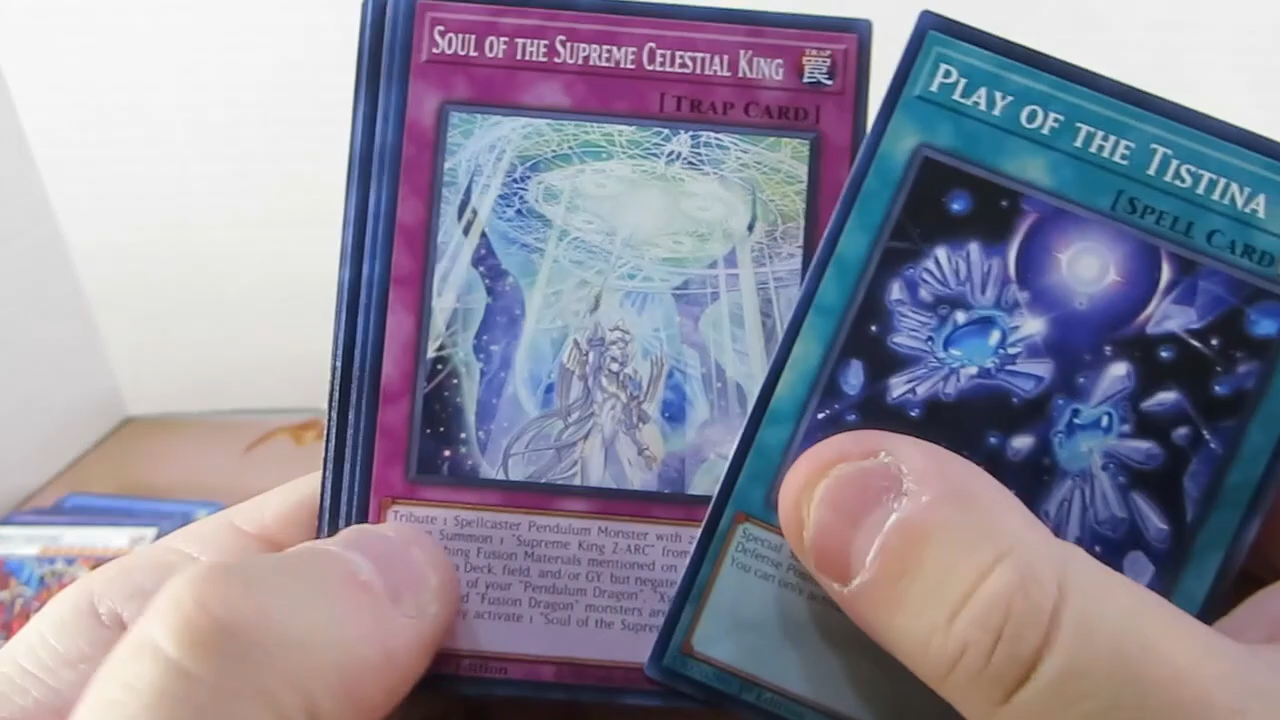 SOUL OF THE SUPREME CELESTIAL KING
TRAP
罠
[TRAP CARD]
Tribute 1 Spellcaster Pendulum Monster with 2
Summon 1 "Supreme King Z-ARC" from
Fusion Materials mentioned on
Deck, field, and/or GY, but negate
of your "Pendulum Dragon", "Xy
"Fusion Dragon" monsters
activate 1 "Soul of the Supre
Edition
PLAY OF THE TISTINA
[SPELL CARD
Special
Defense
You can only
1st Edition